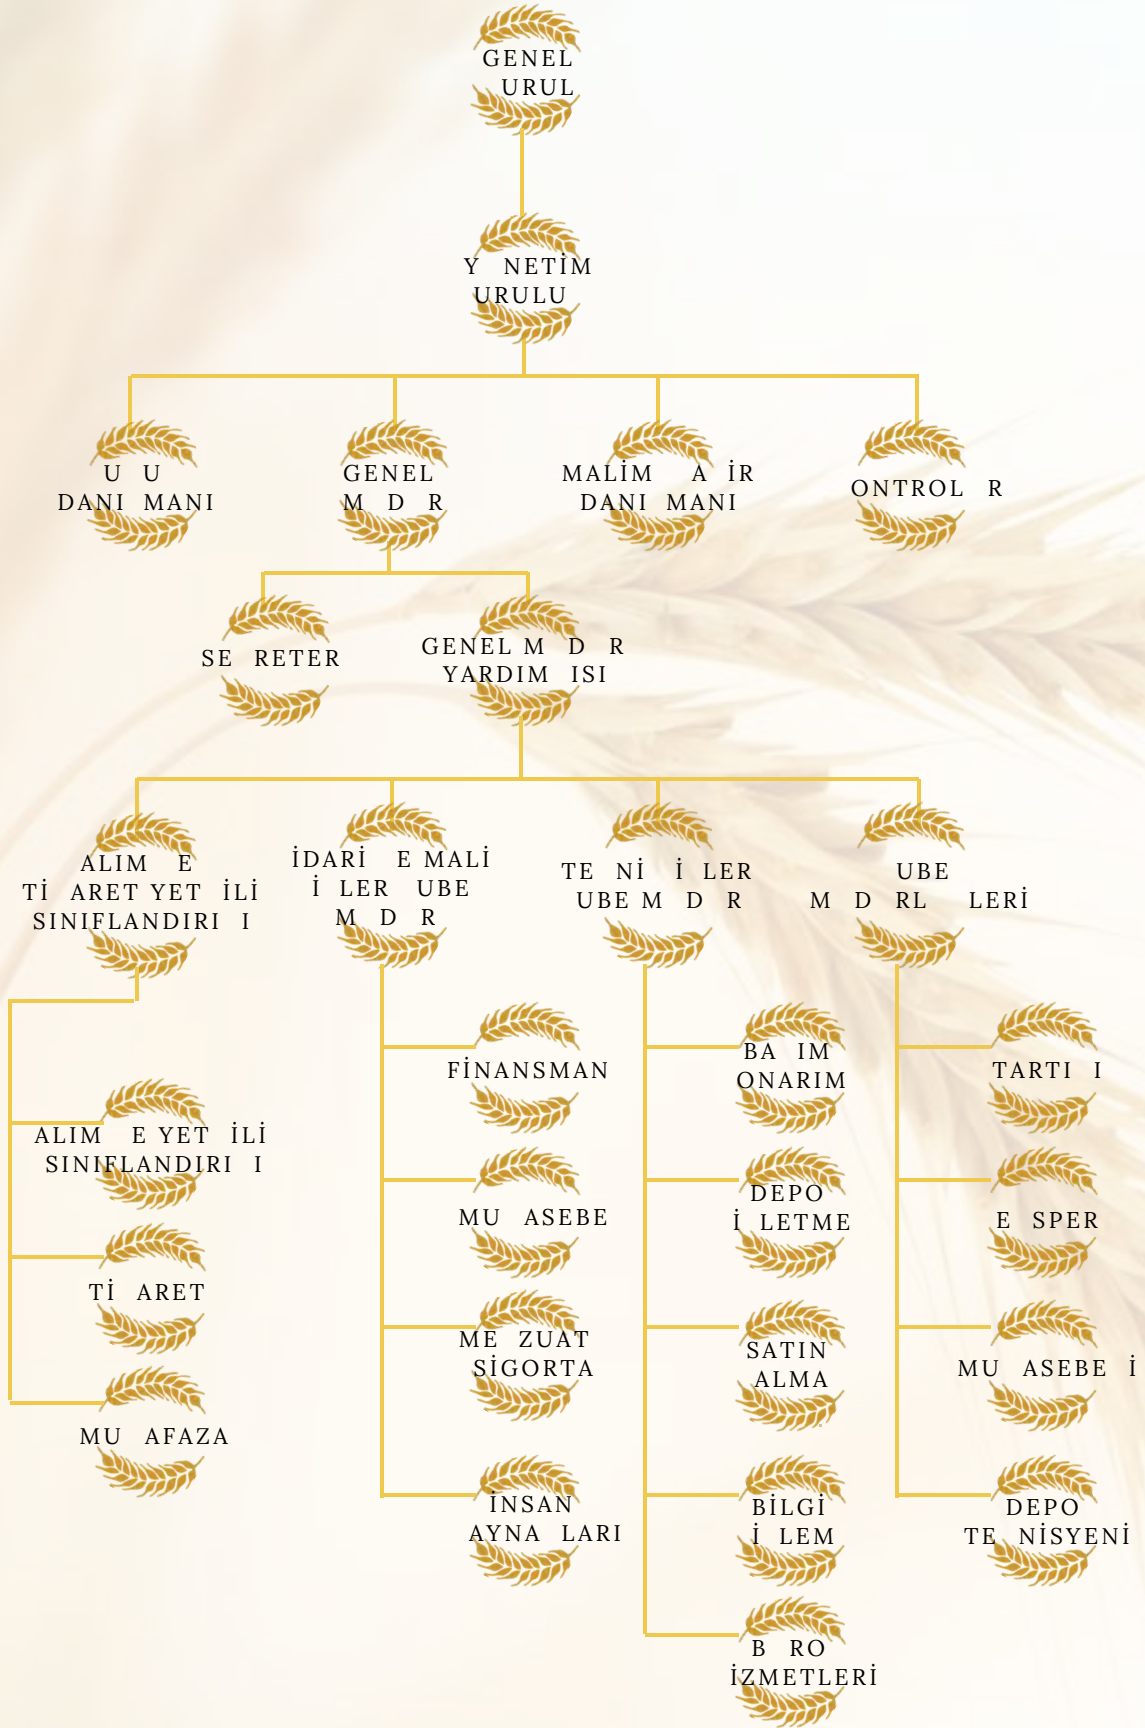 GENEL
URUL
Y NETİM
URULU
U U
DANI MANI
GENEL
M D R
MALİM A İR
DANI MANI
ONTROL R
SE RETER
GENEL M D R
YARDIM ISI
ALIM E
Tİ ARET YET İLİ
SINIFLANDIRI I
İDARİ E MALİ
İ LER UBE
M D R
TE Nİ İ LER
UBE M D R
UBE
M D RL LERİ
ALIM E YET İLİ
SINIFLANDIRI I
Tİ ARET
MU AFAZA
FİNANSMAN
MU ASEBE
ME ZUAT
SİGORTA
İNSAN
AYNA LARI
BA IM
ONARIM
DEPO
İ LETME
SATIN
ALMA
BİLGİ
İ LEM
B RO
İZMETLERİ
TARTI I
E SPER
MU ASEBE İ
DEPO
TE NİSYENİ